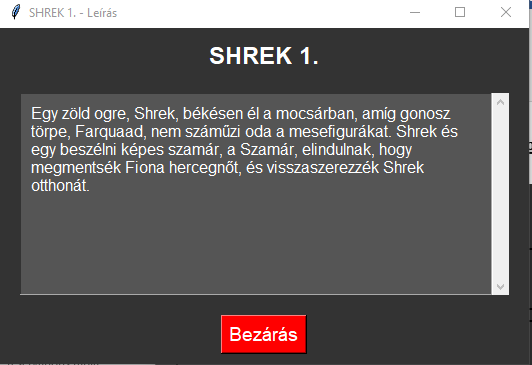 SHREK 1. - Leírás
SHREK 1.
Egy zöld ogre, Shrek, békésen él a mocsárban, amíg gonosz
törpe, Farquaad, nem száműzi oda a mesefigurákat. Shrek és
egy beszélni képes szamár, a Szamár, elindulnak, hogy
megmentsék Fiona hercegnőt, és visszaszerezzék Shrek
otthonát.
Bezárás